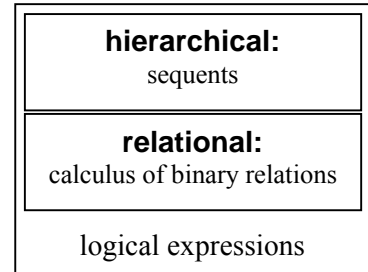 hierarchical:
sequents
relational:
calculus of binary relations
logical expressions